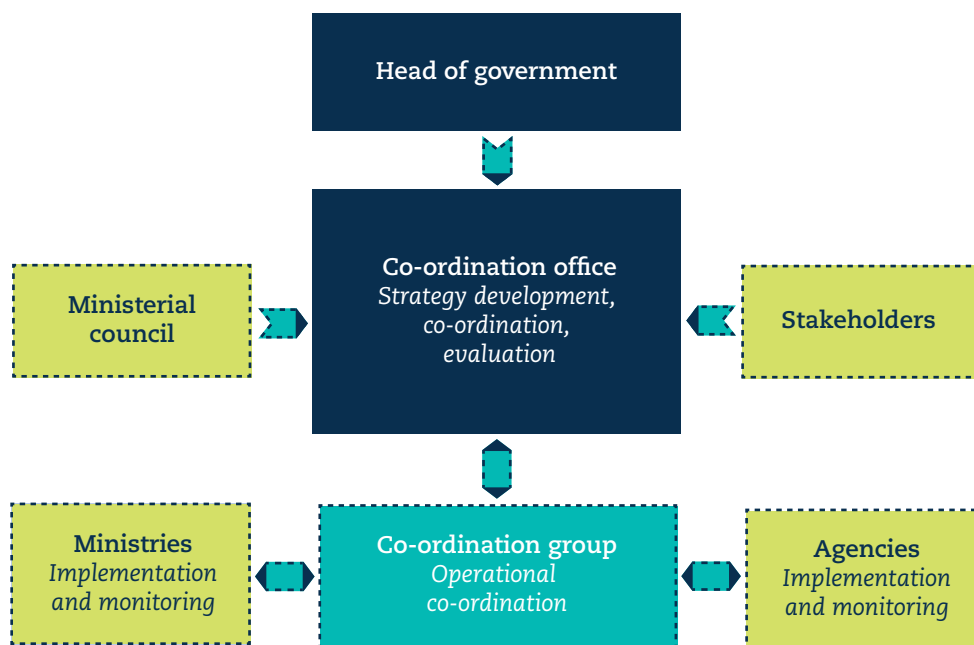 Head of government
Co-ordination office
Strategy development,
co-ordination,
evaluation
Ministerial
council
Stakeholders
Ministries
Implementation
and monitoring
Co-ordination group
Operational
co-ordination
Agencies
Implementation
and monitoring